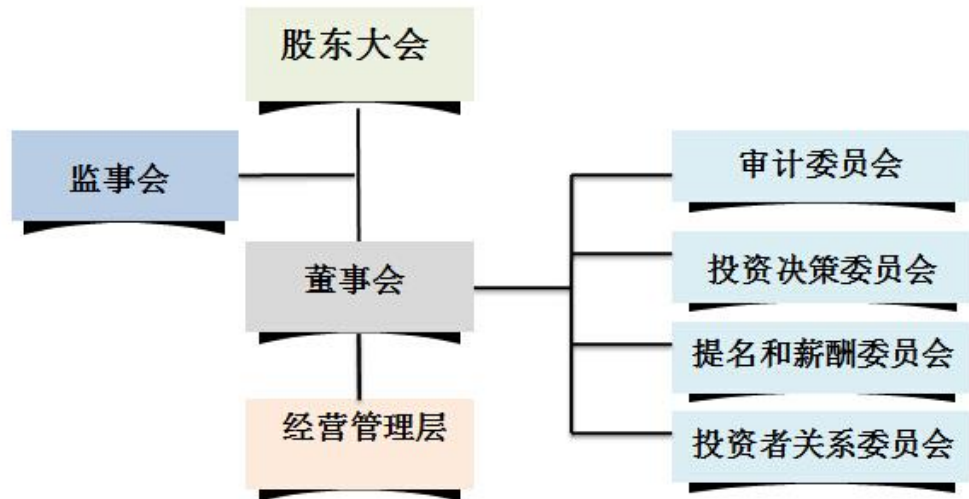 股东大会
监事会
审计委员会
董事会
投资决策委员会
提名和薪酬委员会
经营管理层
投资者关系委员会